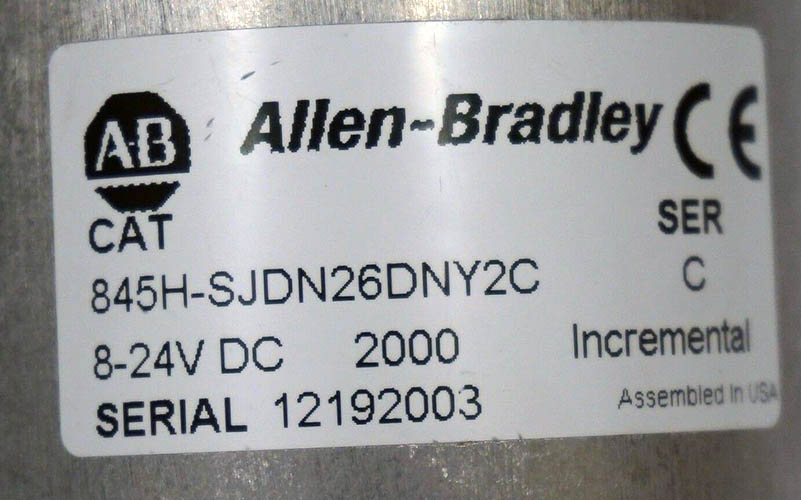 AB Allen-Bradley CE
CAT SER
845H-SJDN26DNY2C C
8-24V DC 2000 Incremental
SERIAL 12192003 Assembled In USA